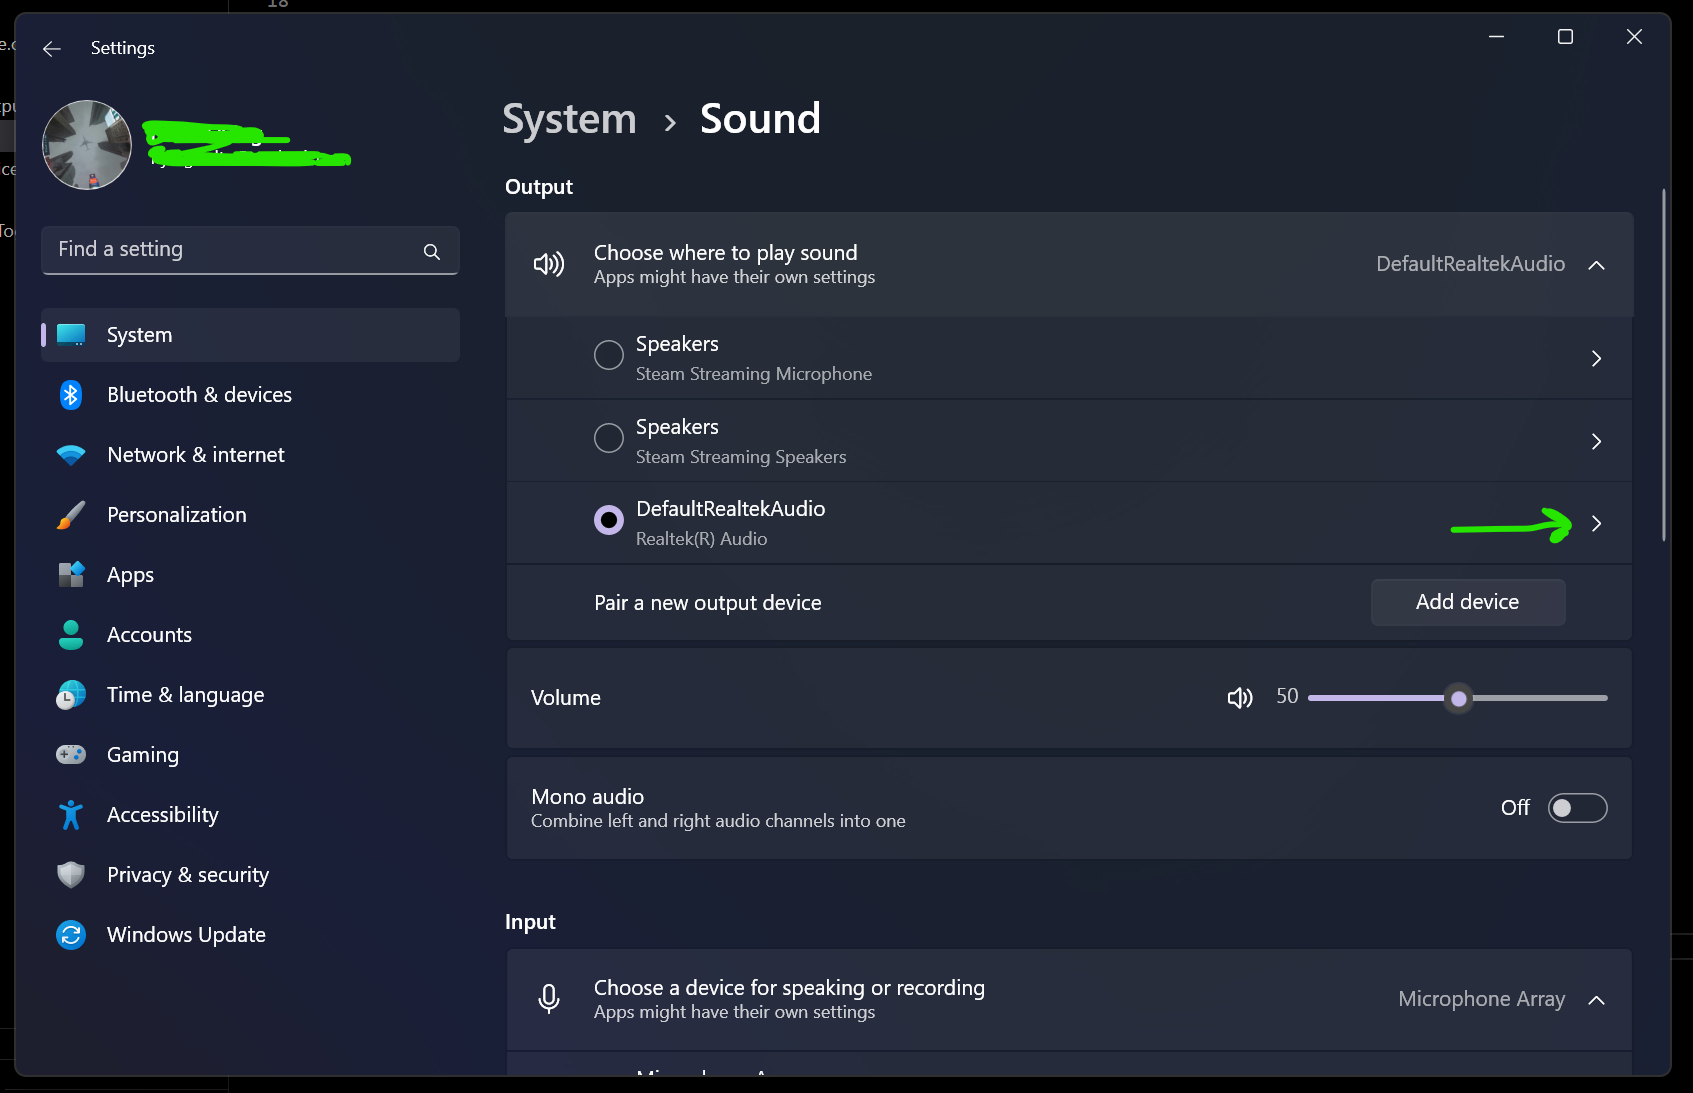 18
Settings
System › Sound
Find a setting
System
Bluetooth & devices
Network & internet
Personalization
Apps
Accounts
Time & language
Gaming
Accessibility
Privacy & security
Windows Update
Output
Choose where to play sound
Apps might have their own settings
DefaultRealtekAudio
Speakers
Steam Streaming Microphone
Speakers
Steam Streaming Speakers
DefaultRealtekAudio
Realtek(R) Audio
Pair a new output device
Add device
Volume
50
Mono audio
Combine left and right audio channels into one
Off
Input
Choose a device for speaking or recording
Apps might have their own settings
Microphone Array